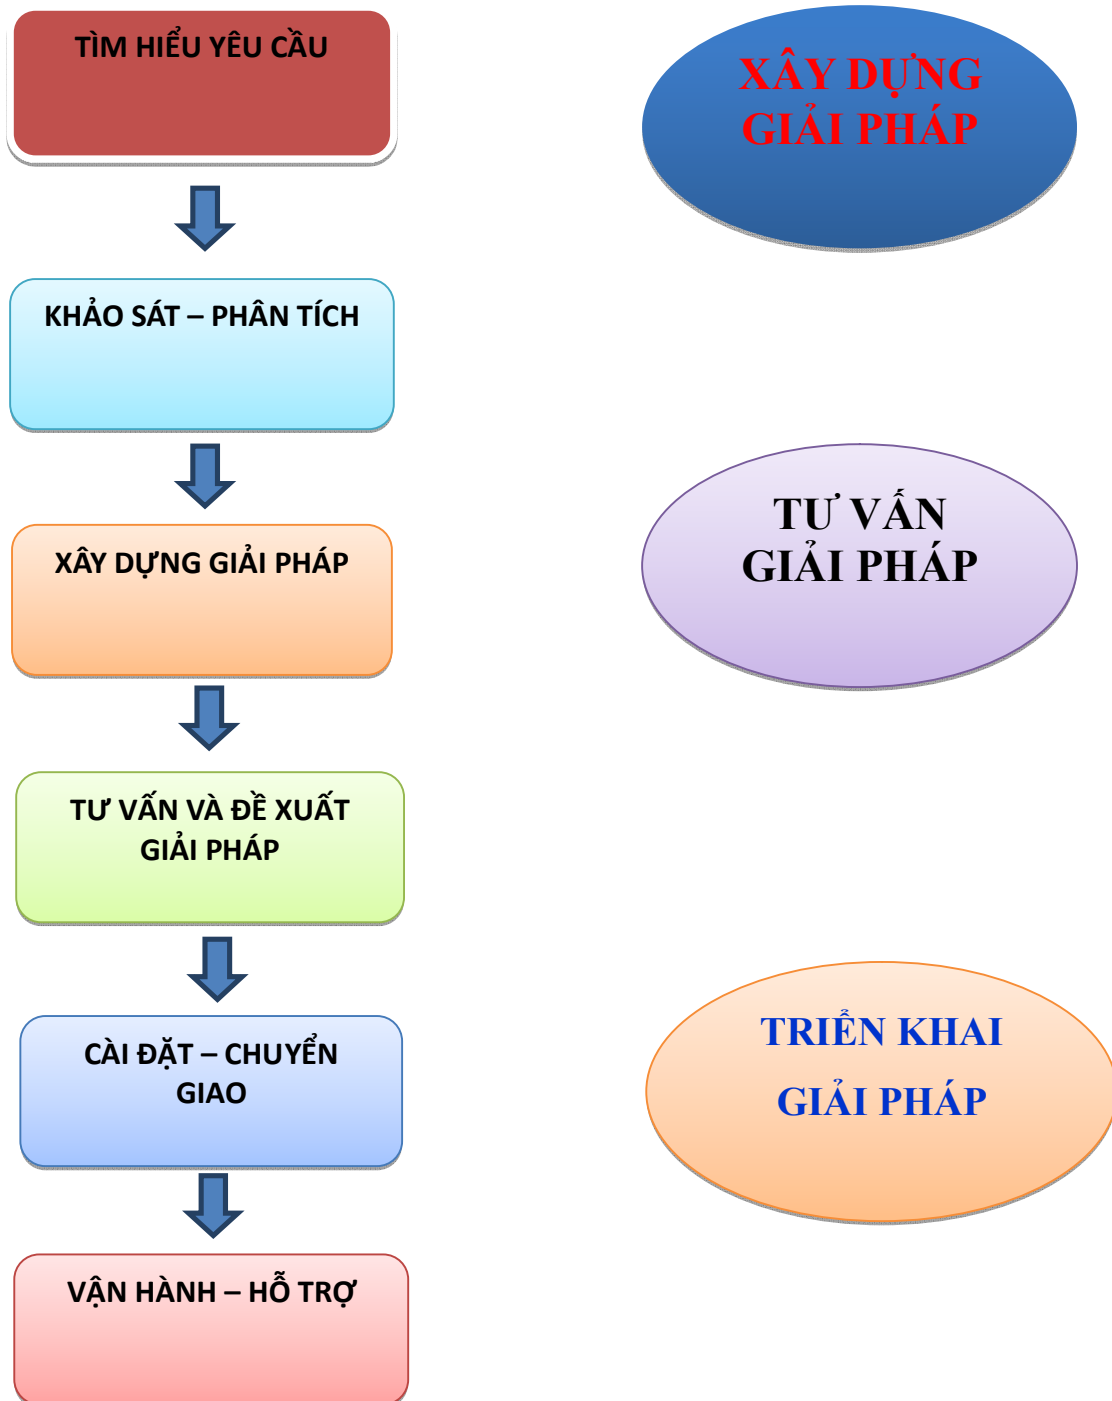 TÌM HIỂU YÊU CẦU
XÂY DỰNG
GIẢI PHÁP
KHẢO SÁT – PHÂN TÍCH
TƯ VẤN
GIẢI PHÁP
XÂY DỰNG GIẢI PHÁP
TƯ VẤN VÀ ĐỀ XUẤT
GIẢI PHÁP
CÀI ĐẶT – CHUYỂN
GIAO
TRIỂN KHAI
GIẢI PHÁP
VẬN HÀNH – HỖ TRỢ